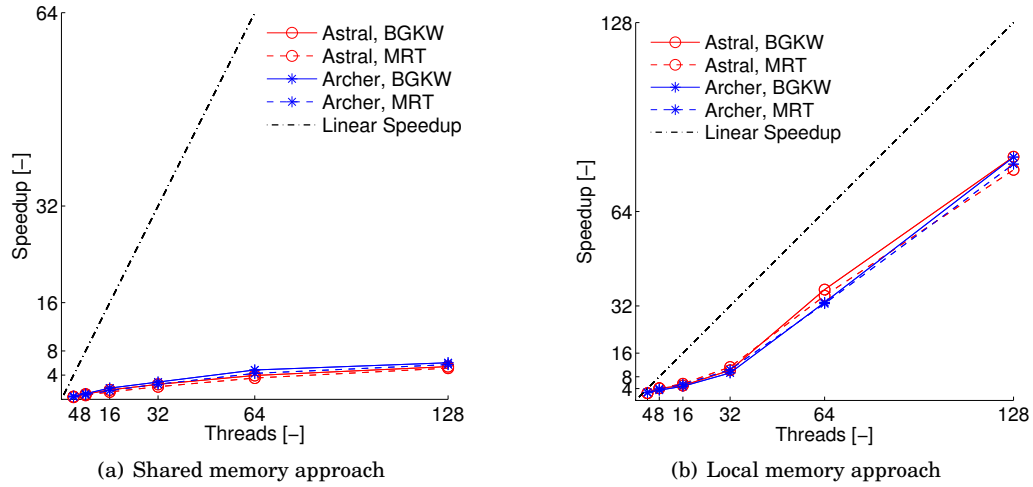 64
32
16
8
4
Speedup [–]
Astral, BGKW
Astral, MRT
Archer, BGKW
Archer, MRT
Linear Speedup
4 8 16 32 64 128
Threads [–]
(a) Shared memory approach
128
64
32
16
8
4
Speedup [–]
Astral, BGKW
Astral, MRT
Archer, BGKW
Archer, MRT
Linear Speedup
4 8 16 32 64 128
Threads [–]
(b) Local memory approach